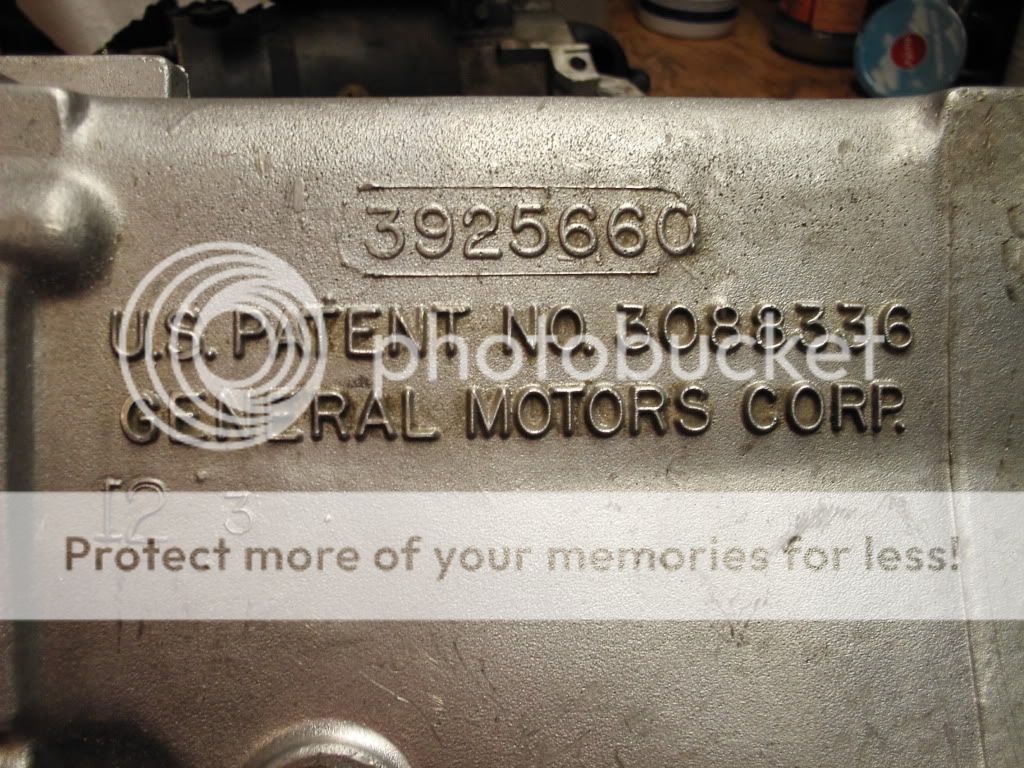 3925660
U.S. PATENT NO. 3088336
photobucket
GENERAL MOTORS CORP.
12 3
Protect more of your memories for less!